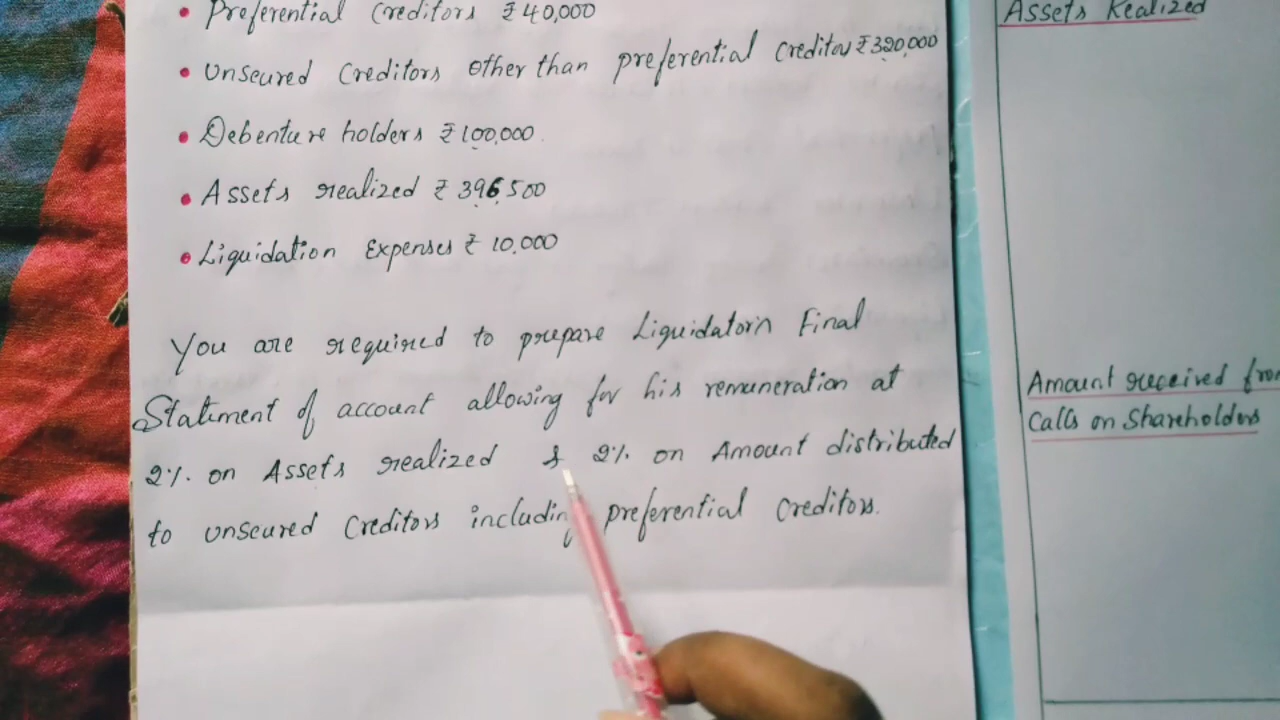 • Preferential Creditors ₹ 40,000
• Unscured Creditors other than preferential creditors ₹ 320,000
• Debenture holders ₹ 100,000.
• Assets realized ₹ 396,500
• Liquidation Expenses ₹ 10,000
You are required to prepare Liquidator's Final
Statement of account allowing for his remuneration at
2% on Assets realized & 2% on Amount distributed
to unscured Creditors including preferential Creditors.
Assets Realized
Amount received from
Calls on Shareholders